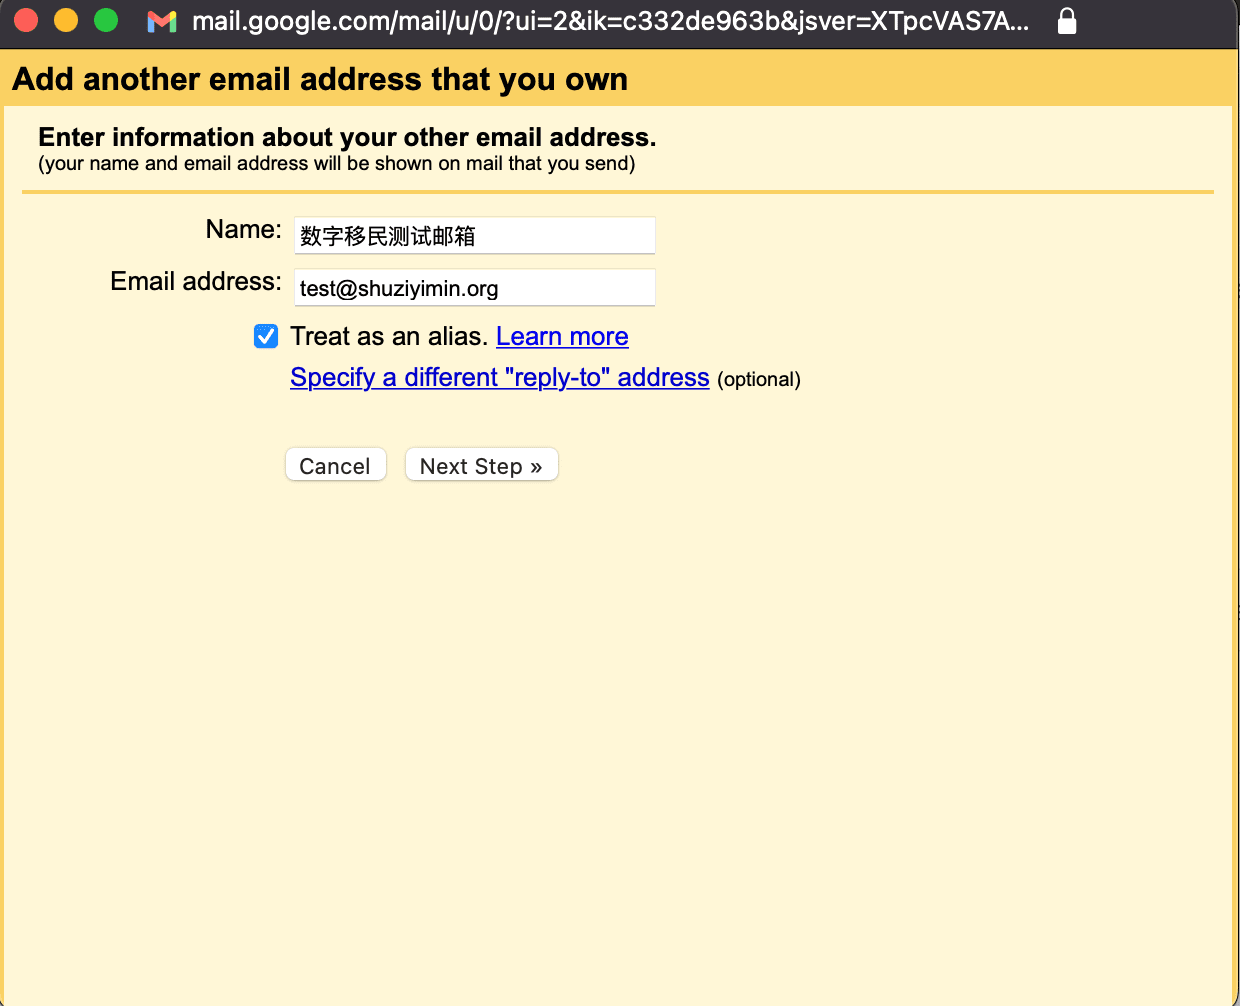 mail.google.com/mail/u/0/?ui=2&ik=c332de963b&jsver=XTpcVAS7A...
Add another email address that you own
Enter information about your other email address.
(your name and email address will be shown on mail that you send)
Name: 数字移民测试邮箱
Email address: test@shuziyimin.org
Treat as an alias. Learn more
Specify a different "reply-to" address (optional)
Cancel Next Step »